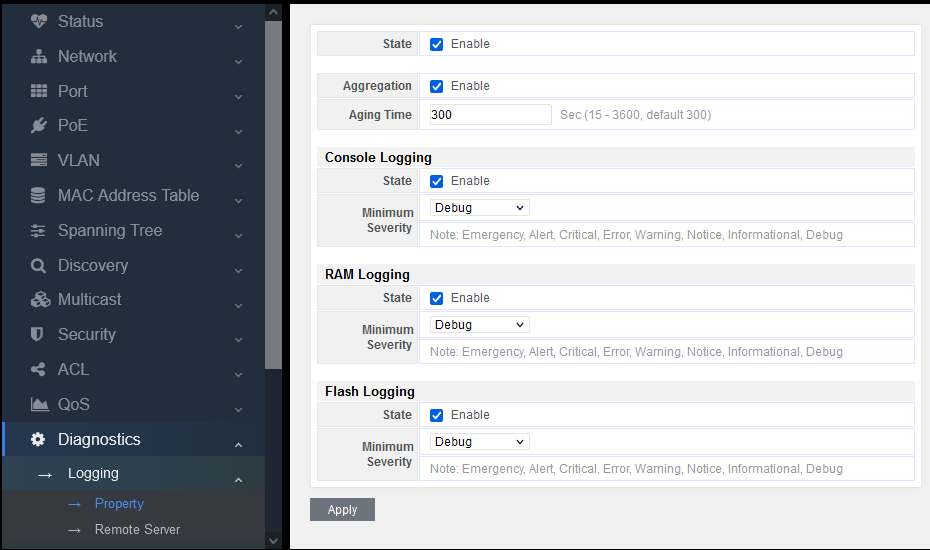 Status
Network
Port
PoE
VLAN
MAC Address Table
Spanning Tree
Discovery
Multicast
Security
ACL
QoS
Diagnostics
→ Logging
→ Property
→ Remote Server
State Enable
Aggregation Enable
Aging Time 300 Sec (15 - 3600, default 300)
Console Logging
State Enable
Minimum Severity Debug
Note: Emergency, Alert, Critical, Error, Warning, Notice, Informational, Debug
RAM Logging
State Enable
Minimum Severity Debug
Note: Emergency, Alert, Critical, Error, Warning, Notice, Informational, Debug
Flash Logging
State Enable
Minimum Severity Debug
Note: Emergency, Alert, Critical, Error, Warning, Notice, Informational, Debug
Apply